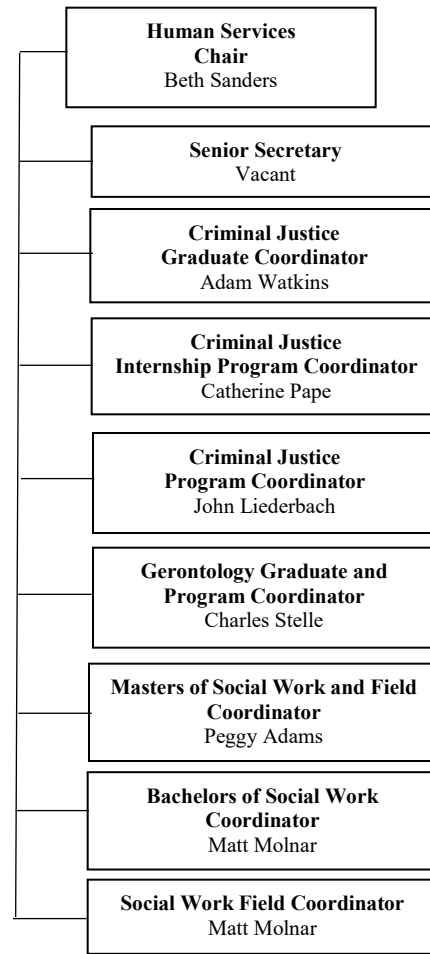 Human Services
Chair
Beth Sanders
Senior Secretary
Vacant
Criminal Justice
Graduate Coordinator
Adam Watkins
Criminal Justice
Internship Program Coordinator
Catherine Pape
Criminal Justice
Program Coordinator
John Liederbach
Gerontology Graduate and
Program Coordinator
Charles Stelle
Masters of Social Work and Field
Coordinator
Peggy Adams
Bachelors of Social Work
Coordinator
Matt Molnar
Social Work Field Coordinator
Matt Molnar